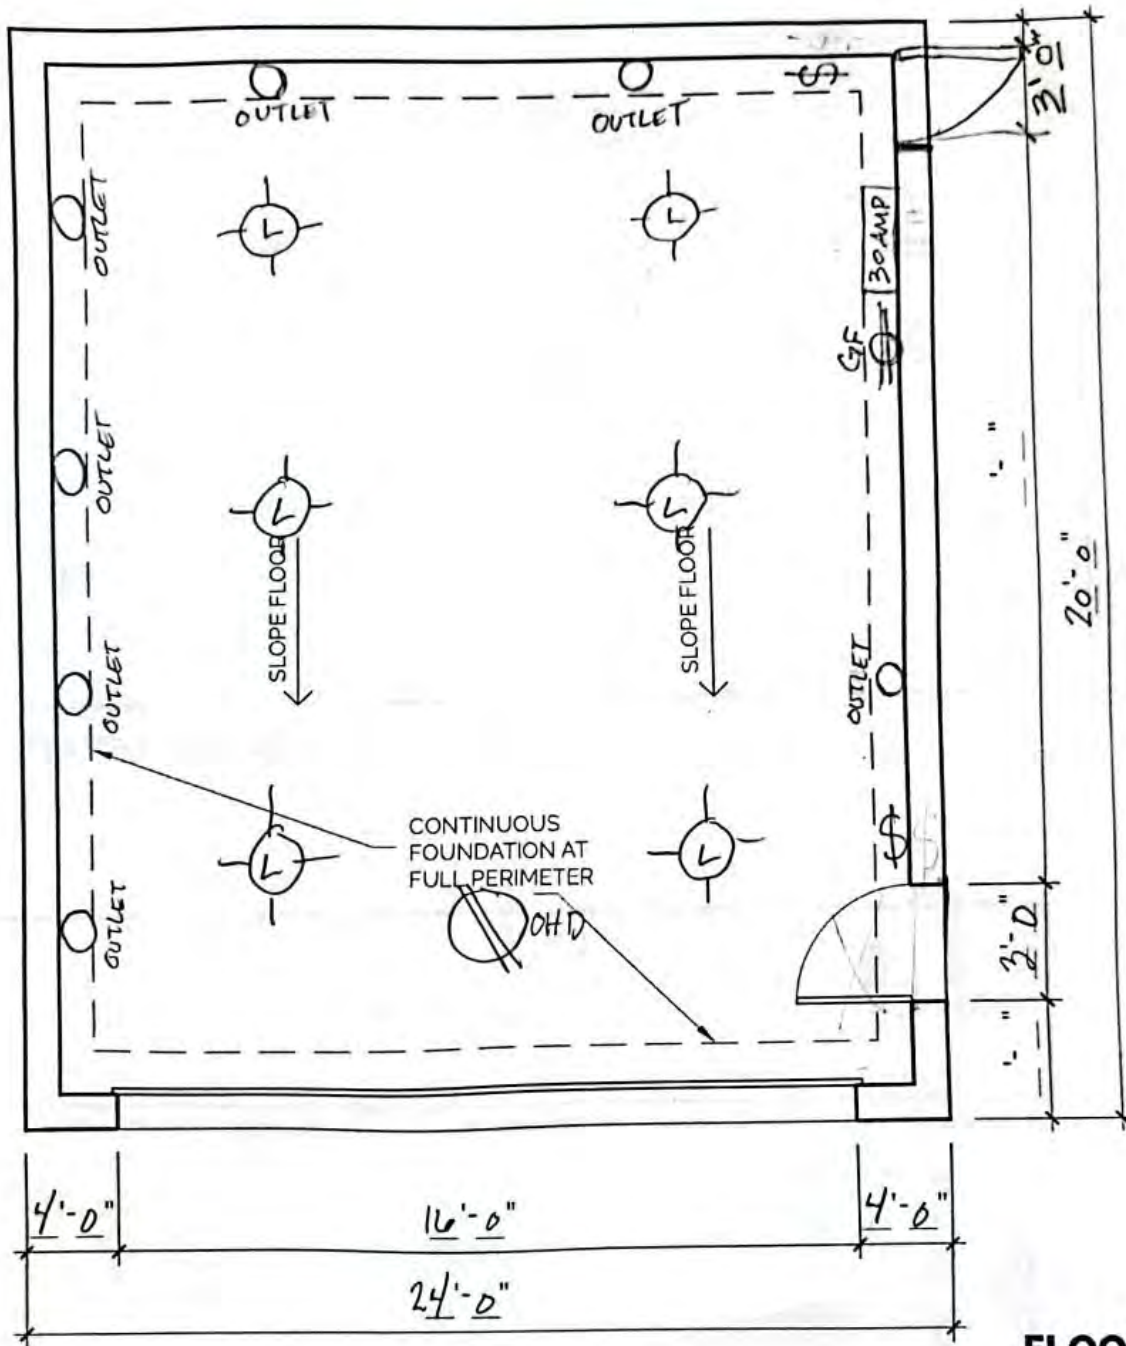 OUTLET
OUTLET
$
3'-0"
OUTLET
L
L
30 AMP
GF
OUTLET
L
L
SLOPE FLOOR
SLOPE FLOOR
'- "
20'-0"
OUTLET
OUTLET
CONTINUOUS
FOUNDATION AT
FULL PERIMETER
L
L
$
OHD
OUTLET
3'-0"
'- "
4'-0"
16'-0"
4'-0"
24'-0"